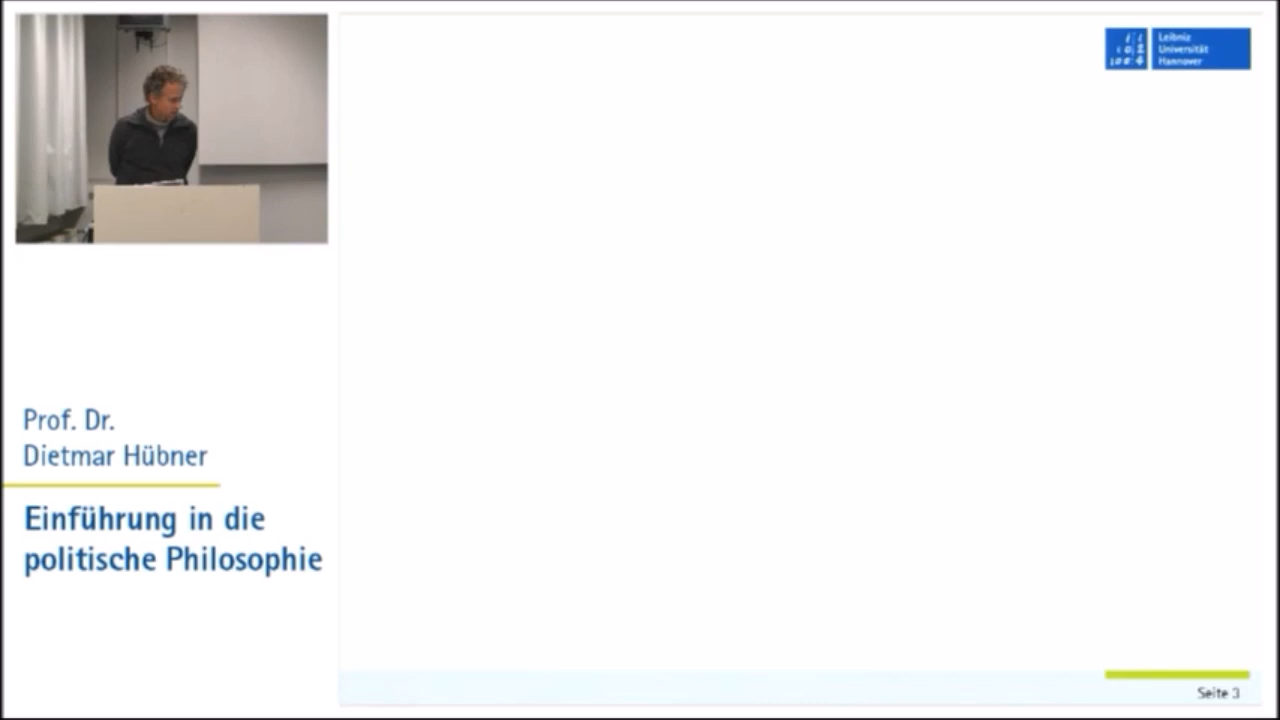 Leibniz
Universität
Hannover
Prof. Dr.
Dietmar Hübner
Einführung in die
politische Philosophie
Seite 3